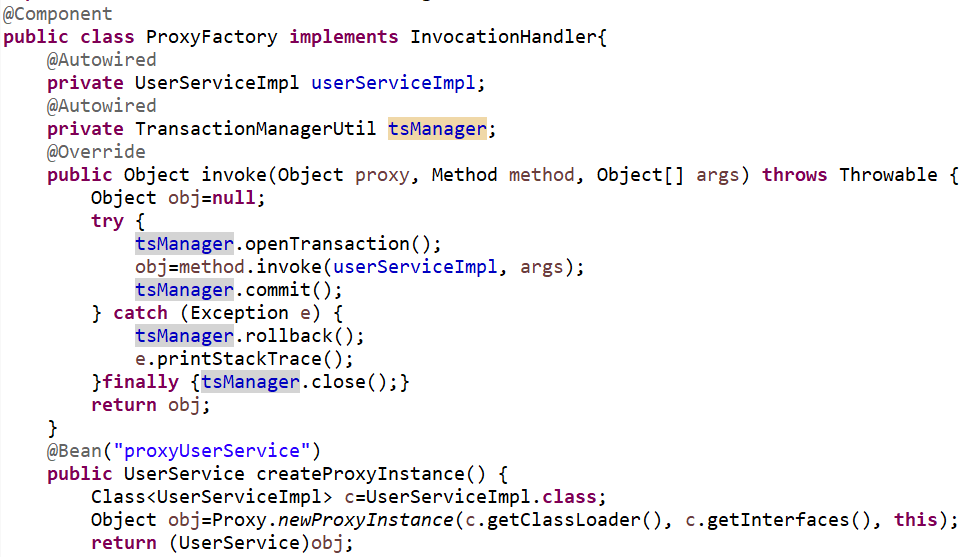 @Component
public class ProxyFactory implements InvocationHandler{
    @Autowired
    private UserServiceImpl userServiceImpl;
    @Autowired
    private TransactionManagerUtil tsManager;
    @Override
    public Object invoke(Object proxy, Method method, Object[] args) throws Throwable {
        Object obj=null;
        try {
            tsManager.openTransaction();
            obj=method.invoke(userServiceImpl, args);
            tsManager.commit();
        } catch (Exception e) {
            tsManager.rollback();
            e.printStackTrace();
        }finally {tsManager.close();}
        return obj;
    }
    @Bean("proxyUserService")
    public UserService createProxyInstance() {
        Class<UserServiceImpl> c=UserServiceImpl.class;
        Object obj=Proxy.newProxyInstance(c.getClassLoader(), c.getInterfaces(), this);
        return (UserService)obj;